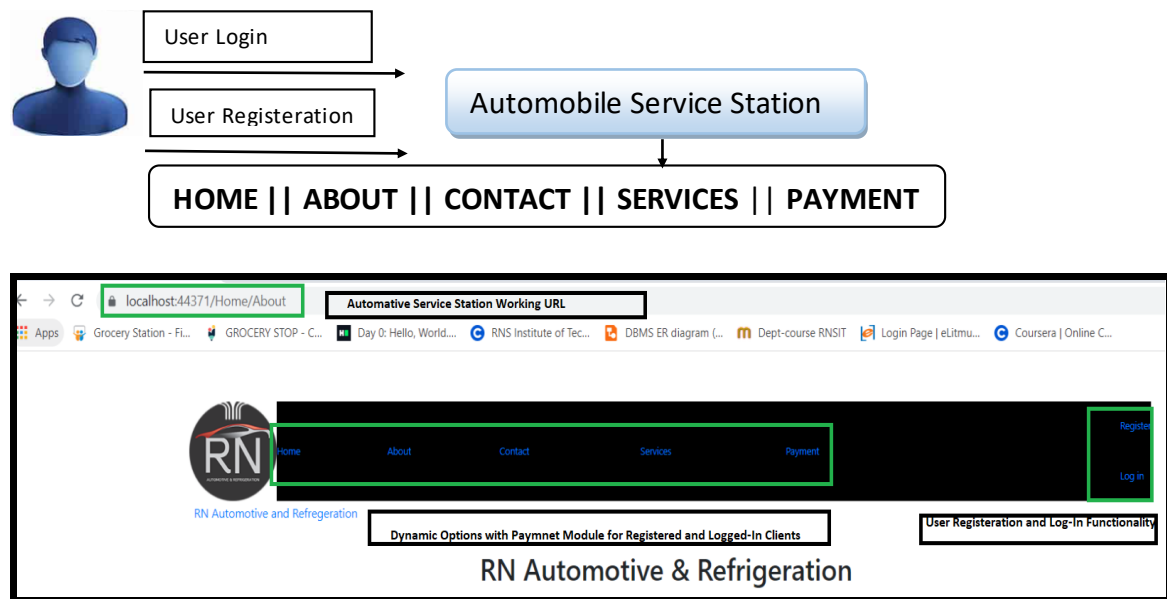 User Login
User Registeration
Automobile Service Station
HOME || ABOUT || CONTACT || SERVICES || PAYMENT
localhost:44371/Home/About
Automative Service Station Working URL
Apps Grocery Station - Fi... GROCERY STOP - C... Day 0: Hello, World.... RNS Institute of Tec... DBMS ER diagram (... Dept-course RNSIT Login Page | eLitmu... Coursera | Online C...
RN
AUTOMOTIVE & REFRIGERATION
Home About Contact Services Payment
Register
Log in
RN Automotive and Refregeration
Dynamic Options with Paymnet Module for Registered and Logged-In Clients
User Registeration and Log-In Functionality
RN Automotive & Refrigeration